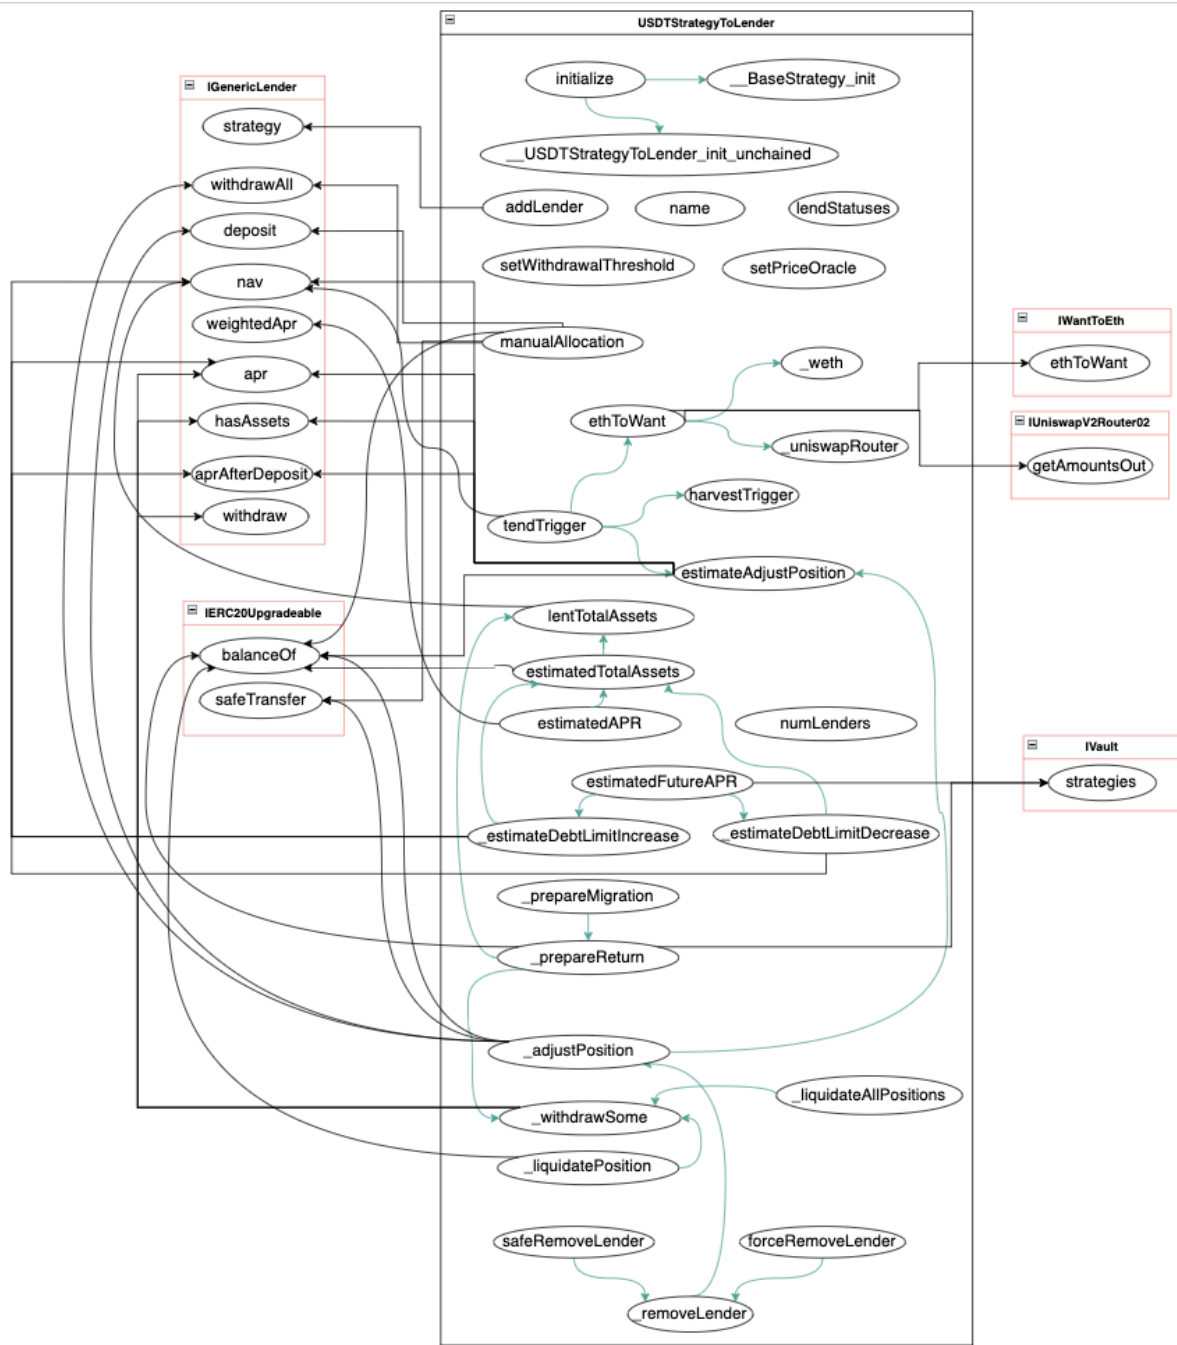 USDTStrategyToLender
initialize
__BaseStrategy_init
__USDTStrategyToLender_init_unchained
addLender
name
lendStatuses
setWithdrawalThreshold
setPriceOracle
manualAllocation
_weth
ethToWant
_uniswapRouter
harvestTrigger
tendTrigger
estimateAdjustPosition
lentTotalAssets
estimatedTotalAssets
estimatedAPR
numLenders
estimatedFutureAPR
_estimateDebtLimitIncrease
_estimateDebtLimitDecrease
_prepareMigration
_prepareReturn
_adjustPosition
_liquidateAllPositions
_withdrawSome
_liquidatePosition
safeRemoveLender
forceRemoveLender
_removeLender
IGenericLender
strategy
withdrawAll
deposit
nav
weightedApr
apr
hasAssets
aprAfterDeposit
withdraw
IERC20Upgradeable
balanceOf
safeTransfer
IWantToEth
ethToWant
IUniswapV2Router02
getAmountsOut
IVault
strategies